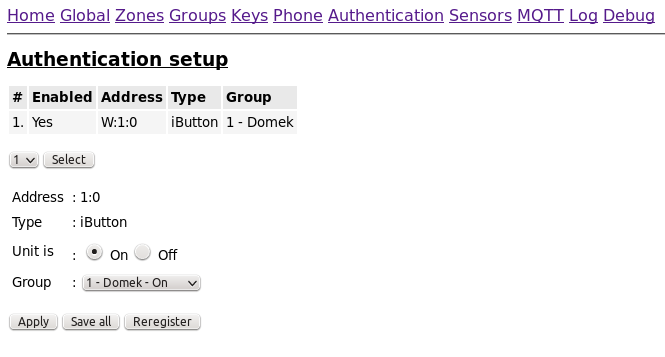 Home Global Zones Groups Keys Phone Authentication Sensors MQTT Log Debug
Authentication setup
# Enabled Address Type Group
1. Yes W:1:0 iButton 1 - Domek
1 Select
Address : 1:0
Type : iButton
Unit is : On Off
Group : 1 - Domek - On
Apply Save all Reregister